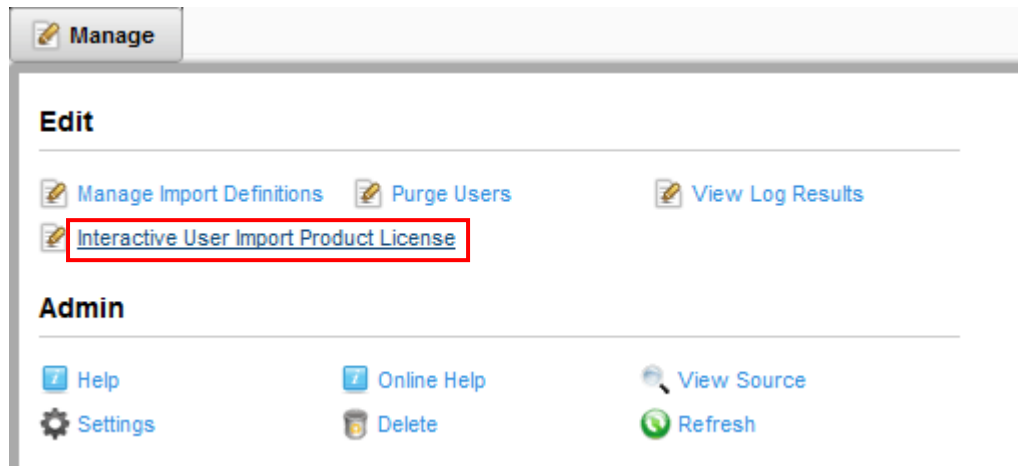 Manage
Edit
Manage Import Definitions Purge Users View Log Results
Interactive User Import Product License
Admin
Help Online Help View Source
Settings Delete Refresh